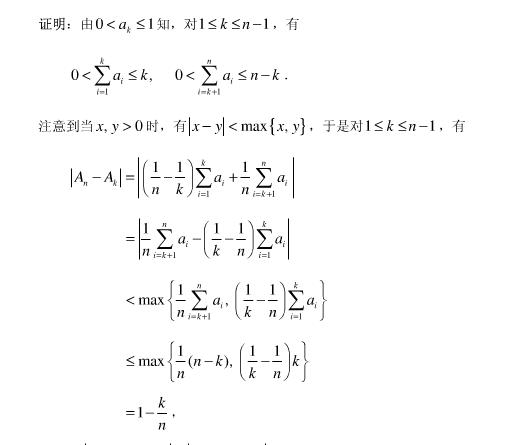 证明：由0 < a_k ≤ 1知，对1 ≤ k ≤ n−1，有
0 < ∑_{i=1}^{k} a_i ≤ k,  0 < ∑_{i=k+1}^{n} a_i ≤ n−k .
注意到当x, y > 0时，有|x−y| < max{x, y}，于是对1 ≤ k ≤ n−1，有
|A_n − A_k| = |(1/n − 1/k)∑_{i=1}^{k} a_i + 1/n ∑_{i=k+1}^{n} a_i|
= |1/n ∑_{i=k+1}^{n} a_i − (1/k − 1/n)∑_{i=1}^{k} a_i|
< max{1/n ∑_{i=k+1}^{n} a_i, (1/k − 1/n)∑_{i=1}^{k} a_i}
≤ max{1/n (n−k), (1/k − 1/n)k}
= 1 − k/n ,